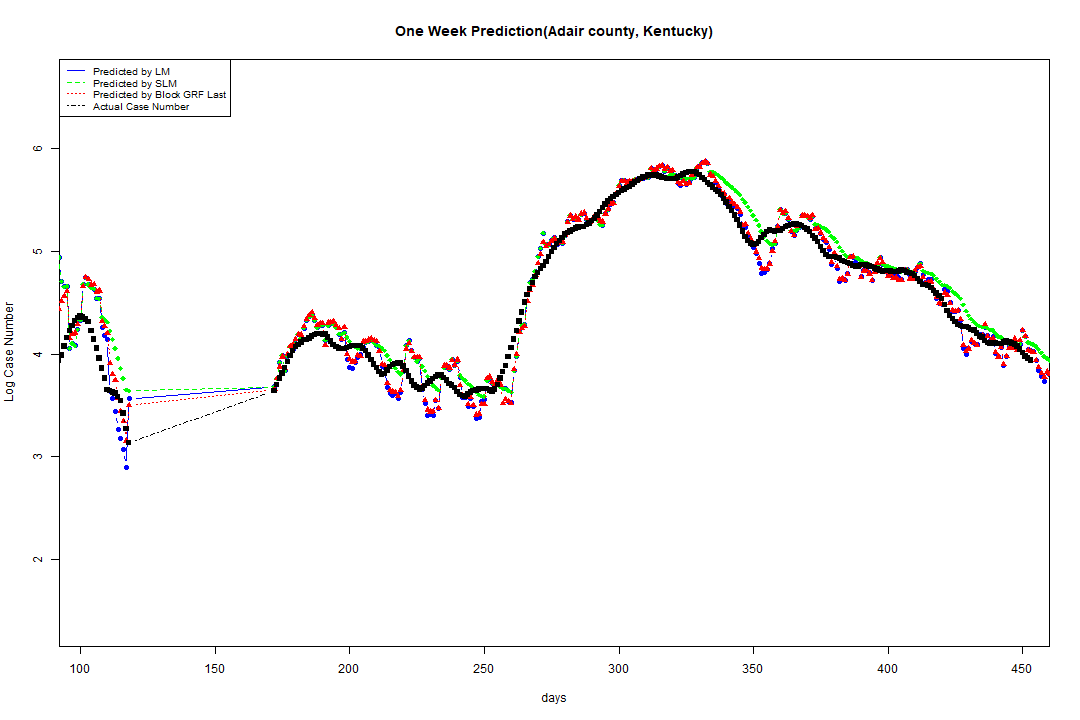 One Week Prediction(Adair county, Kentucky)
Predicted by LM
Predicted by SLM
Predicted by Block GRF Last
Actual Case Number
Log Case Number
6
5
4
3
2
100 150 200 250 300 350 400 450
days